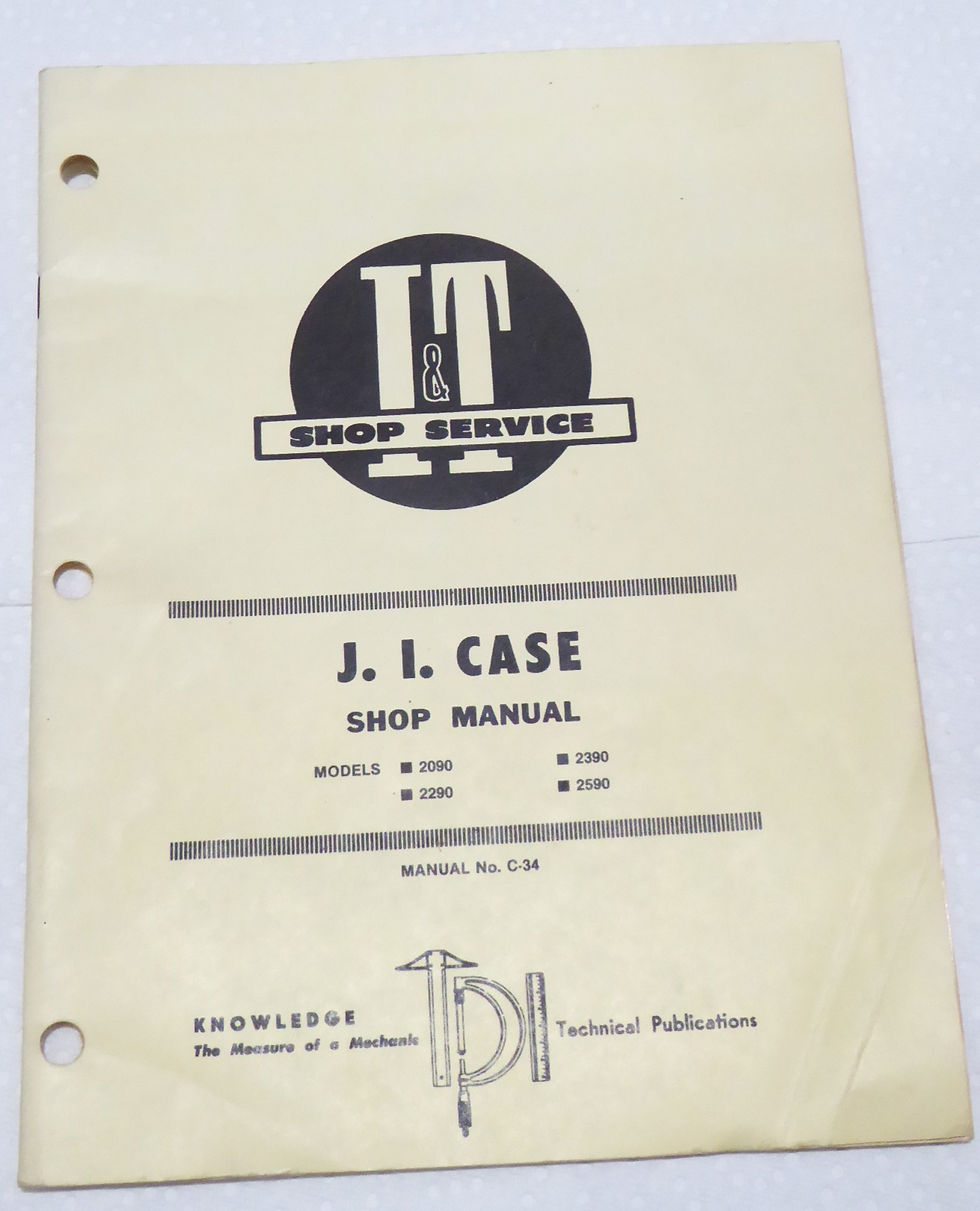 I&T
SHOP SERVICE
J. I. CASE
SHOP MANUAL
MODELS ■ 2090 ■ 2390
■ 2290 ■ 2590
MANUAL No. C-34
KNOWLEDGE
The Measure of a Mechanic
TPI
Technical Publications